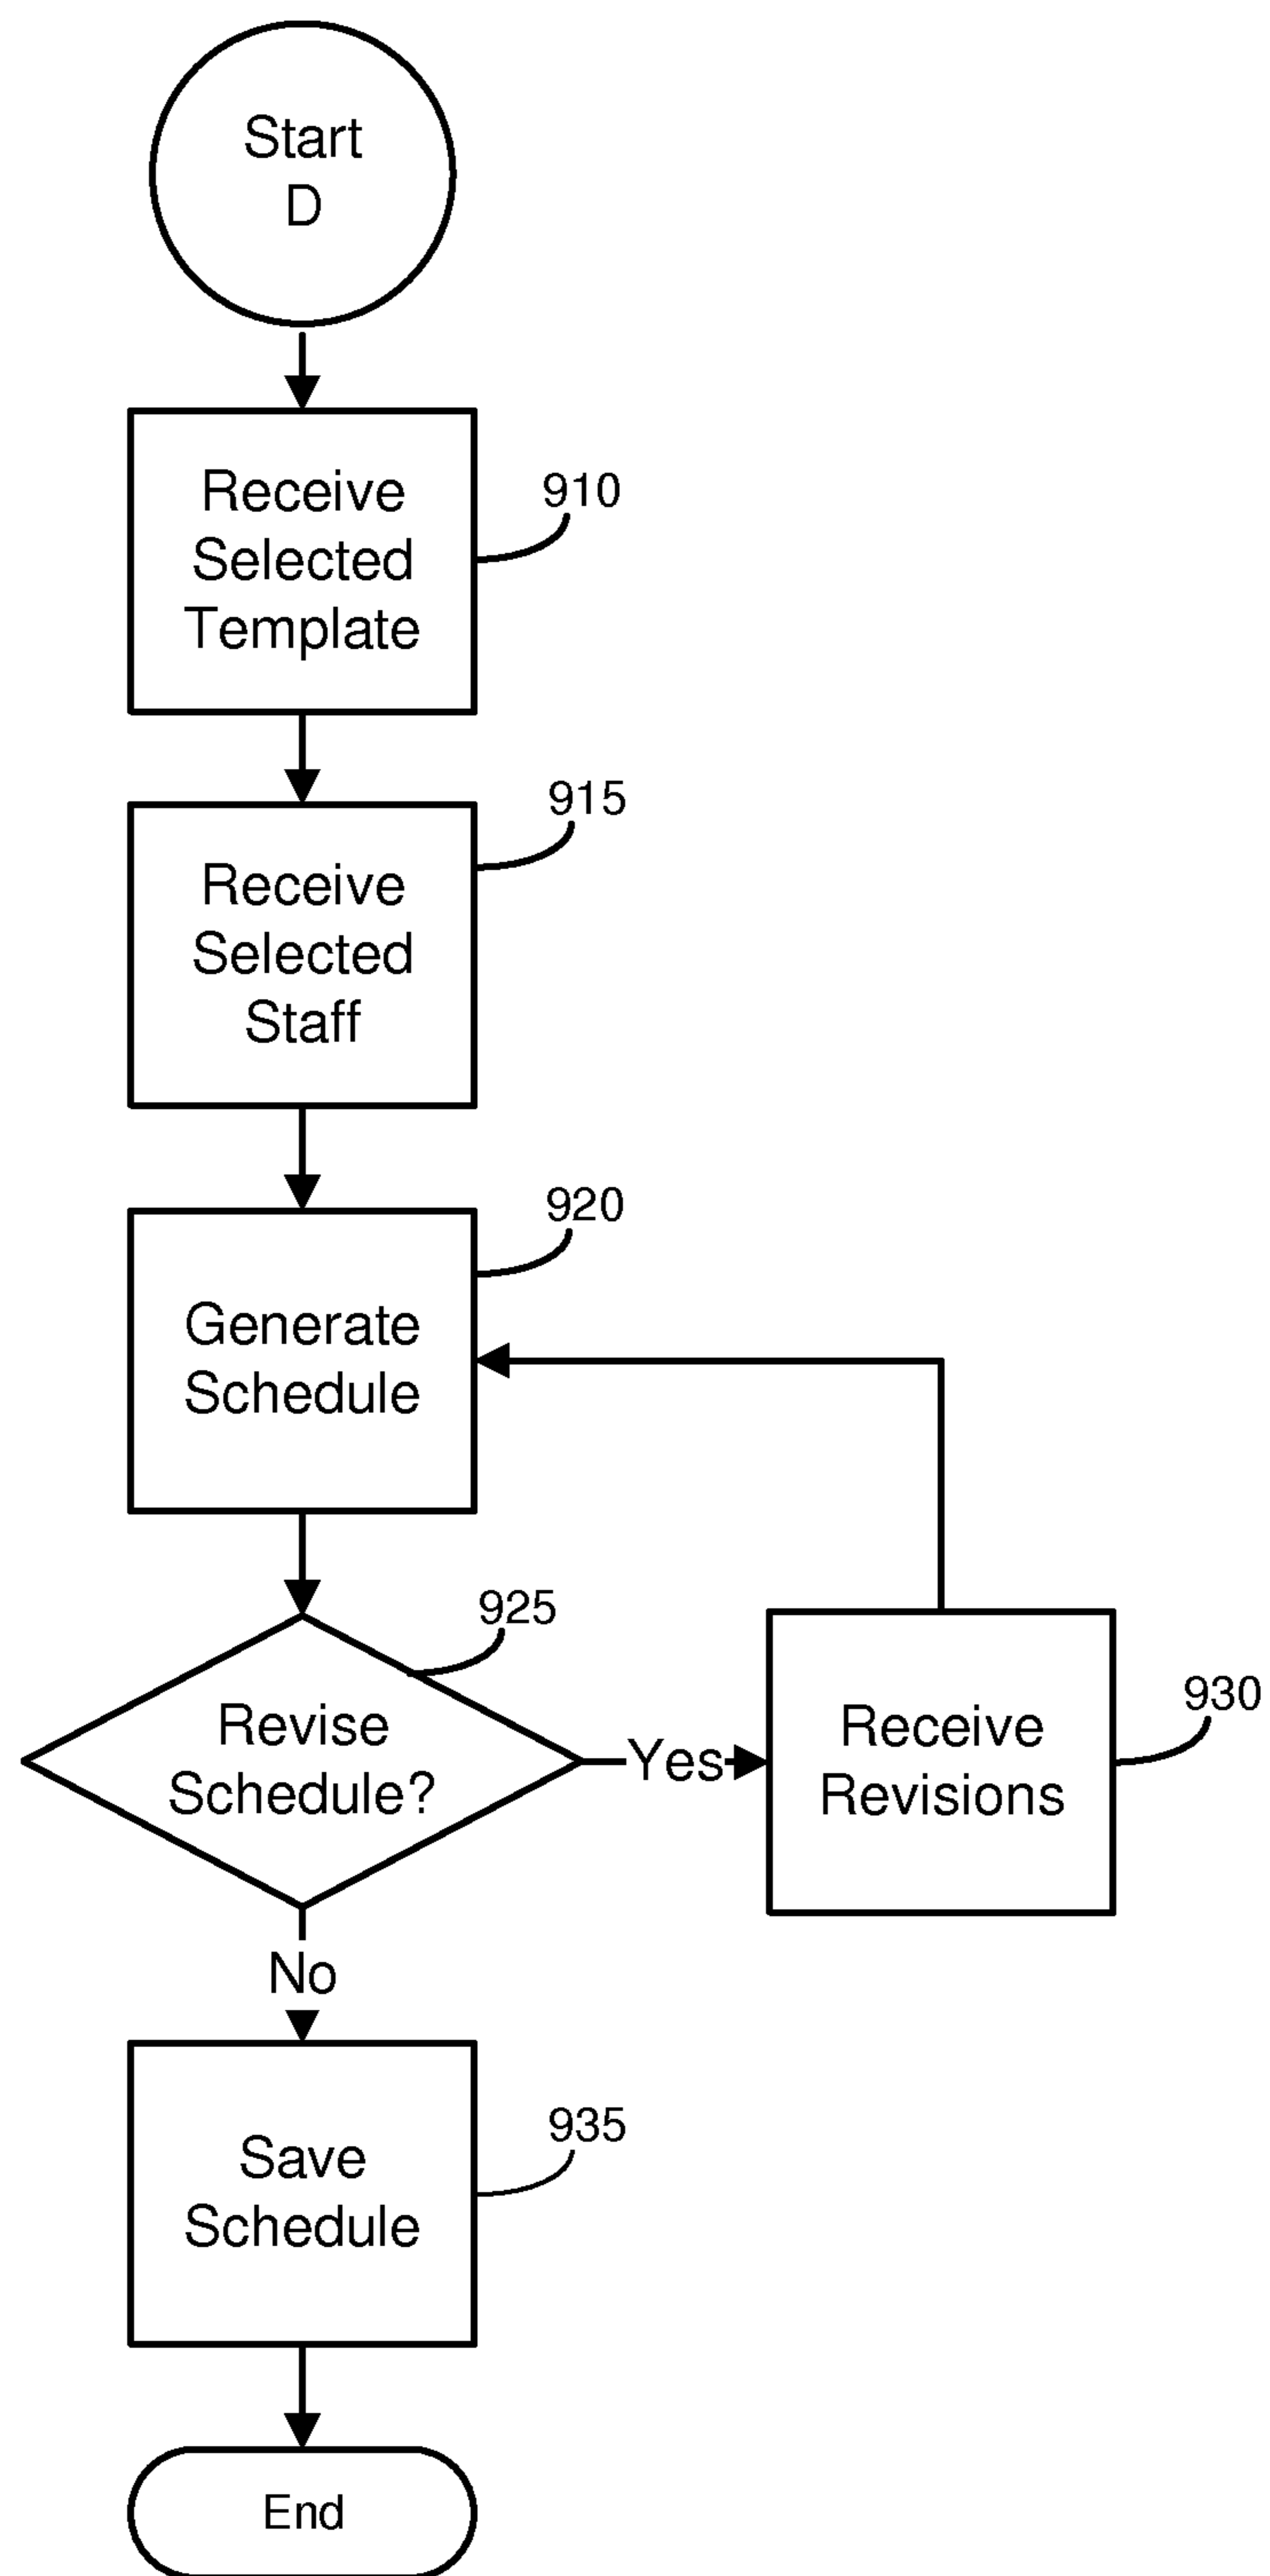 Start
D
Receive
Selected
Template
910
Receive
Selected
Staff
915
Generate
Schedule
920
Revise
Schedule?
925
Yes
Receive
Revisions
930
No
Save
Schedule
935
End